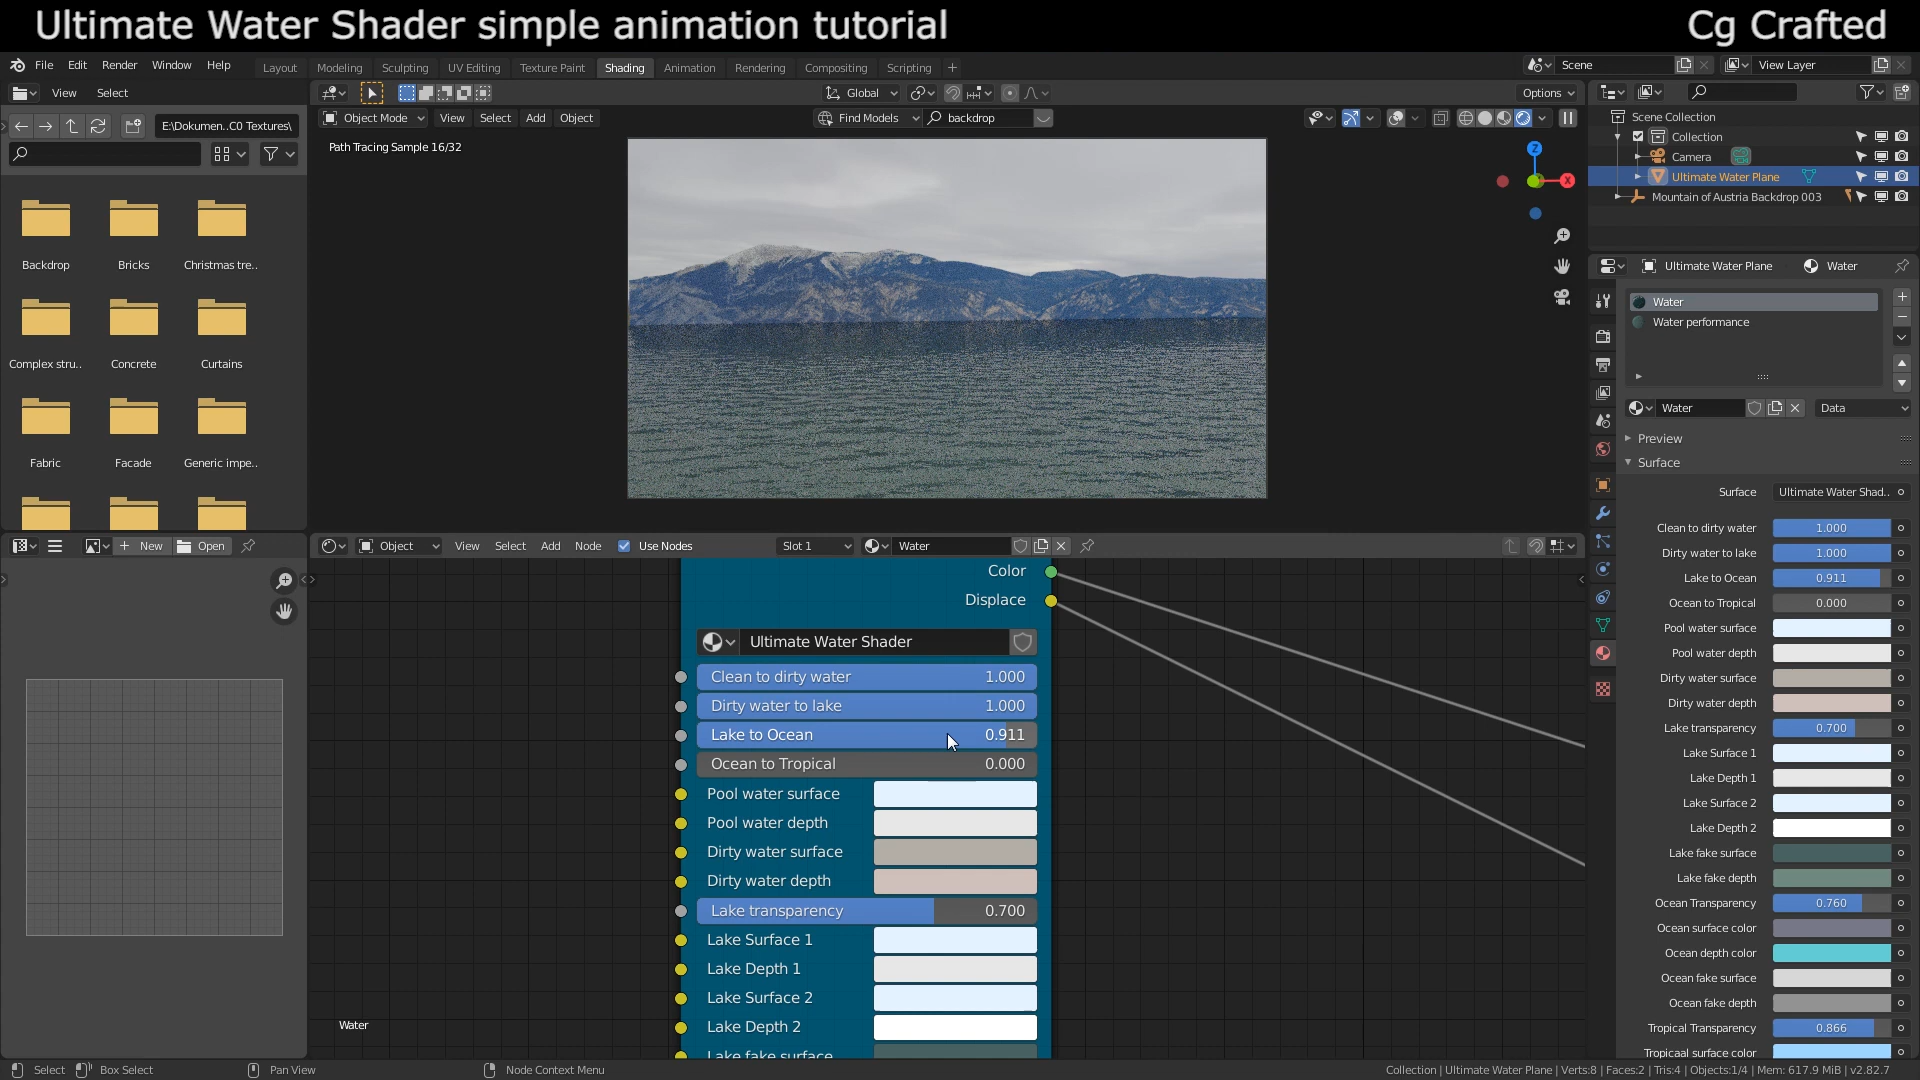 Ultimate Water Shader simple animation tutorial
Cg Crafted
File Edit Render Window Help
Layout Modeling Sculpting UV Editing Texture Paint Shading Animation Rendering Compositing Scripting +
Scene
View Layer
View Select
Global
Options
E:\Dokumen..C0 Textures\
Object Mode View Select Add Object
Find Models
backdrop
Path Tracing Sample 16/32
Z
X
Backdrop Bricks Christmas tre..
Complex stru.. Concrete Curtains
Fabric Facade Generic impe..
Scene Collection
Collection
Camera
Ultimate Water Plane
Mountain of Austria Backdrop 003
Ultimate Water Plane Water
Water
Water performance
Water
Data
Preview
Surface
Surface Ultimate Water Shad..
Clean to dirty water 1.000
Dirty water to lake 1.000
Lake to Ocean 0.911
Ocean to Tropical 0.000
Pool water surface
Pool water depth
Dirty water surface
Dirty water depth
Lake transparency 0.700
Lake Surface 1
Lake Depth 1
Lake Surface 2
Lake Depth 2
Lake fake surface
Lake fake depth
Ocean Transparency 0.760
Ocean surface color
Ocean depth color
Ocean fake surface
Ocean fake depth
Tropical Transparency 0.866
Tropicaal surface color
New Open
Object View Select Add Node Use Nodes
Slot 1
Water
Color
Displace
Ultimate Water Shader
Clean to dirty water 1.000
Dirty water to lake 1.000
Lake to Ocean 0.911
Ocean to Tropical 0.000
Pool water surface
Pool water depth
Dirty water surface
Dirty water depth
Lake transparency 0.700
Lake Surface 1
Lake Depth 1
Lake Surface 2
Lake Depth 2
Lake fake surface
Water
Select Box Select Pan View Node Context Menu
Collection | Ultimate Water Plane | Verts:8 | Faces:2 | Tris:4 | Objects:1/4 | Mem: 617.9 MiB | v2.82.7